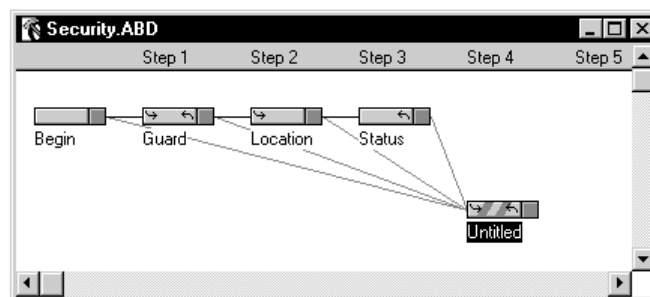 Security.ABD
Step 1 Step 2 Step 3 Step 4 Step 5
Begin Guard Location Status
Untitled